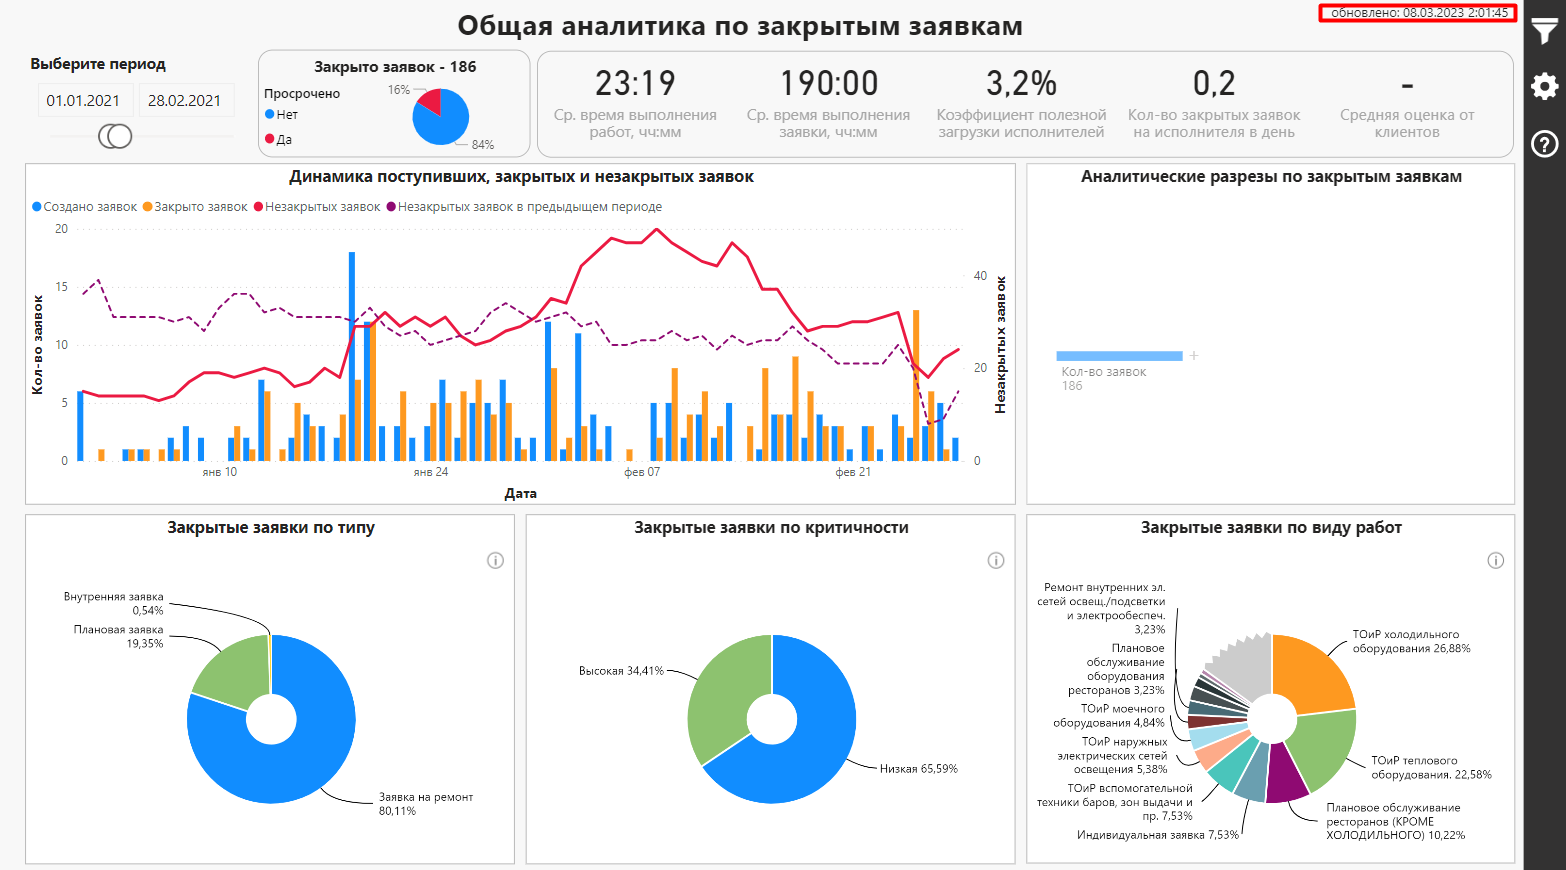 Общая аналитика по закрытым заявкам
обновлено: 08.03.2023 2:01:45
Выберите период
01.01.2021
28.02.2021
Закрыто заявок - 186
Просрочено
Нет
Да
16%
84%
23:19
Ср. время выполнения
работ, чч:мм
190:00
Ср. время выполнения
заявки, чч:мм
3,2%
Коэффициент полезной
загрузки исполнителей
0,2
Кол-во закрытых заявок
на исполнителя в день
-
Средняя оценка от
клиентов
Динамика поступивших, закрытых и незакрытых заявок
Создано заявок Закрыто заявок Незакрытых заявок Незакрытых заявок в предыдыщем периоде
20
15
10
5
0
Кол-во заявок
40
20
0
Незакрытых заявок
янв 10
янв 24
фев 07
фев 21
Дата
Аналитические разрезы по закрытым заявкам
Кол-во заявок
186
Закрытые заявки по типу
Внутренняя заявка
0,54%
Плановая заявка
19,35%
Заявка на ремонт
80,11%
Закрытые заявки по критичности
Высокая 34,41%
Низкая 65,59%
Закрытые заявки по виду работ
Ремонт внутренних эл.
сетей освещ./подсветки
и электрообеспеч.
3,23%
Плановое
обслуживание
оборудования
ресторанов 3,23%
ТОиР моечного
оборудования 4,84%
ТОиР наружных
электрических сетей
освещения 5,38%
ТОиР вспомогательной
техники баров, зон выдачи и
пр. 7,53%
Индивидуальная заявка 7,53%
ТОиР холодильного
оборудования 26,88%
ТОиР теплового
оборудования. 22,58%
Плановое обслуживание
ресторанов (КРОМЕ
ХОЛОДИЛЬНОГО) 10,22%